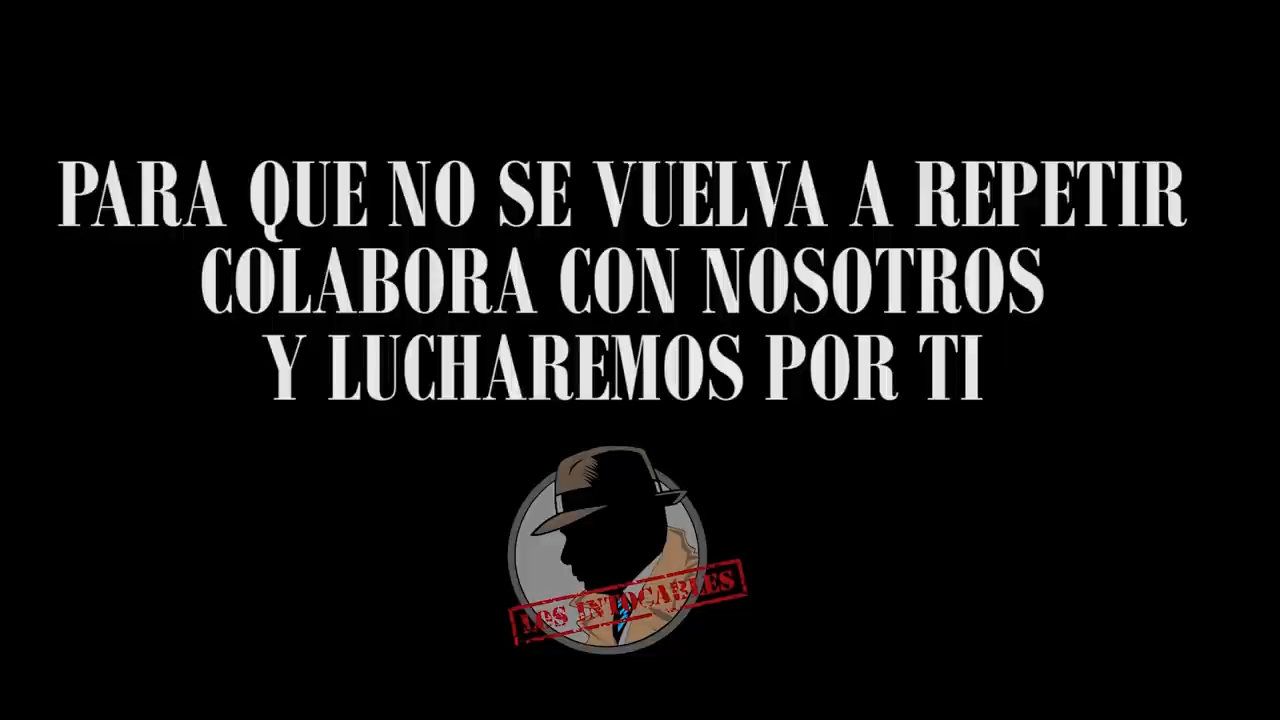 PARA QUE NO SE VUELVA A REPETIR
COLABORA CON NOSOTROS
Y LUCHAREMOS POR TI
LOS INTOCABLES